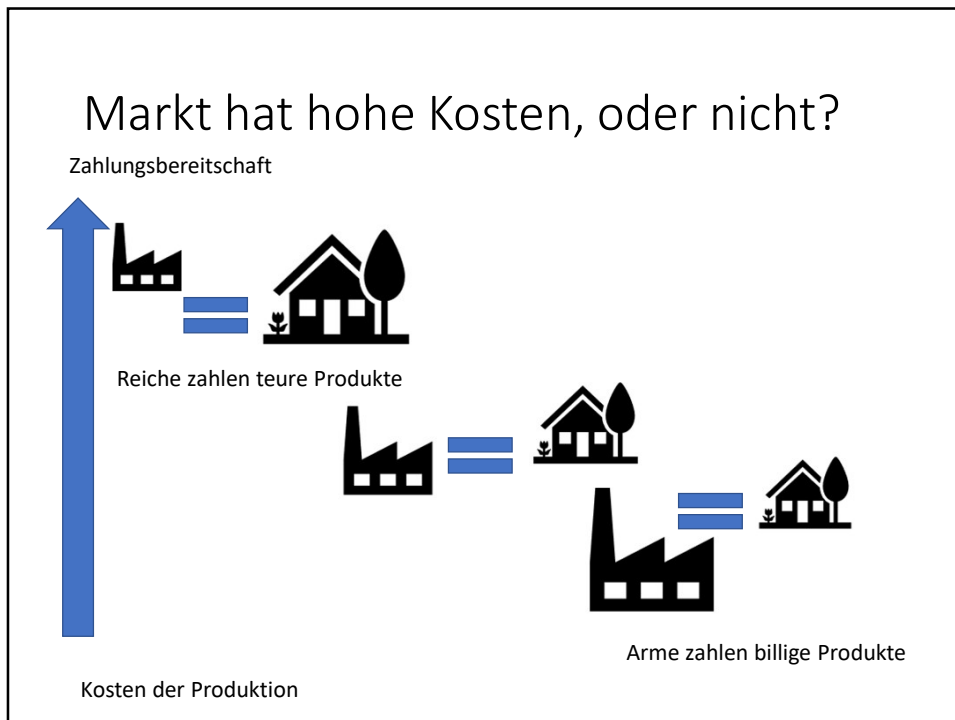 Markt hat hohe Kosten, oder nicht?
Zahlungsbereitschaft
Reiche zahlen teure Produkte
Arme zahlen billige Produkte
Kosten der Produktion